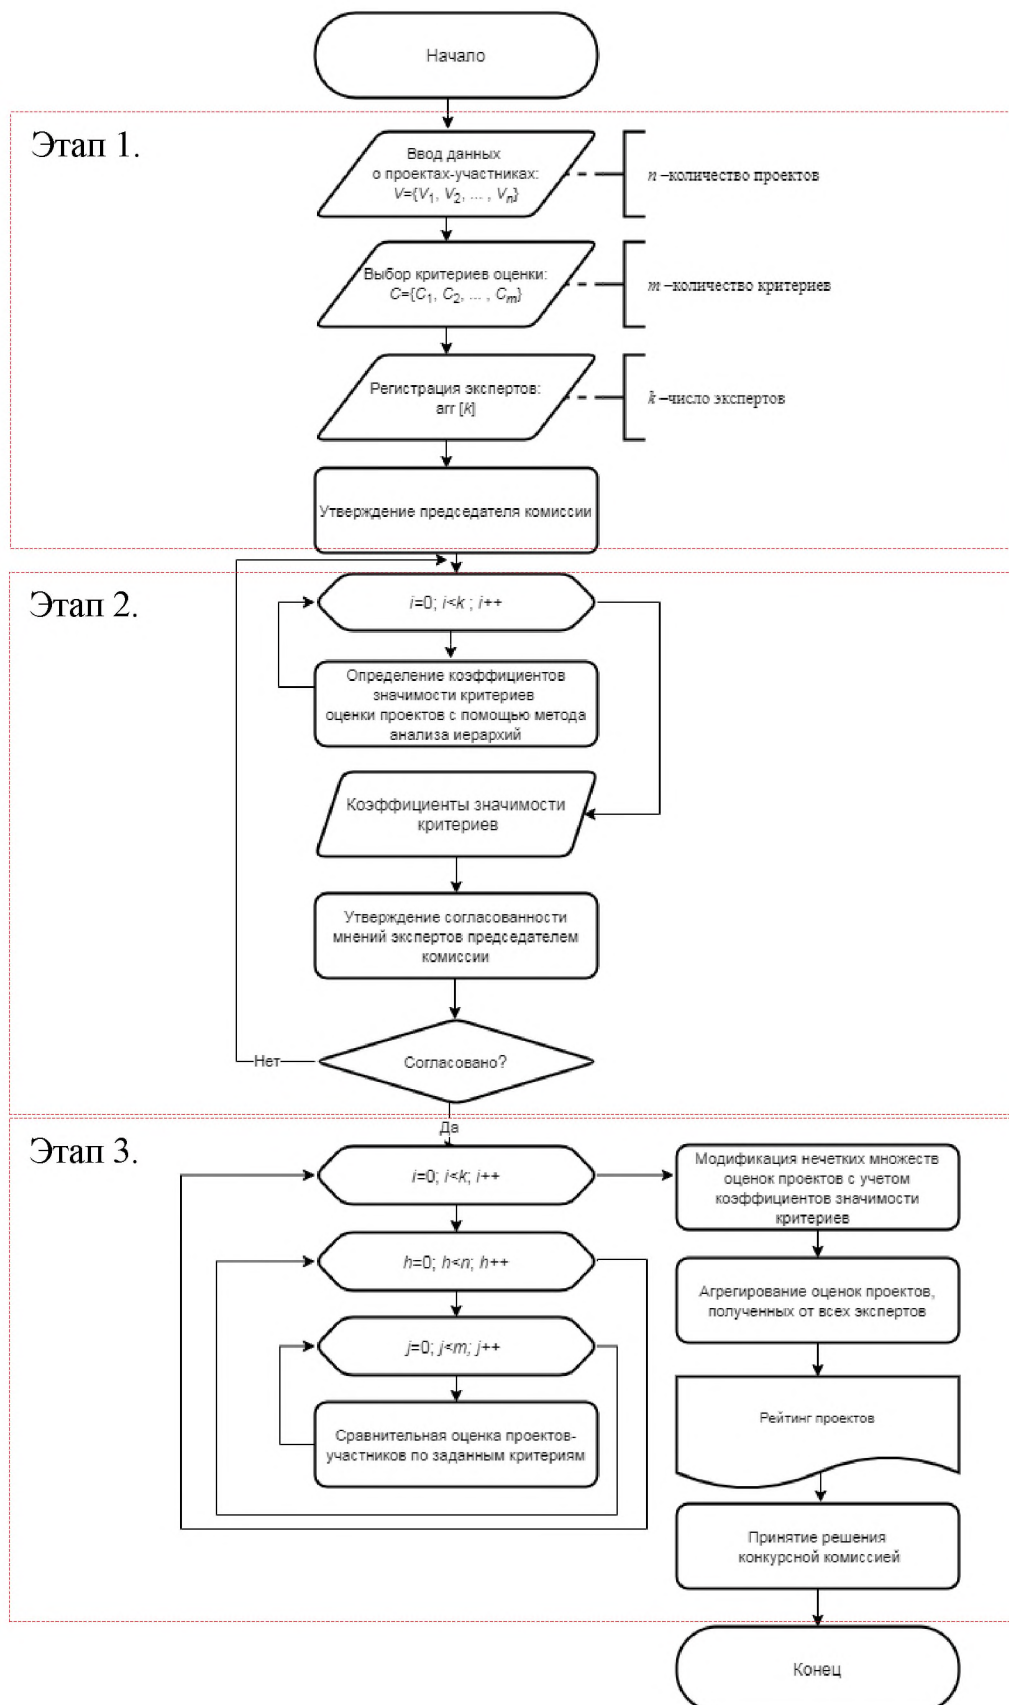 Начало
Этап 1.
Ввод данных
о проектах-участниках:
V={V₁, V₂, ... , Vₙ}
n –количество проектов
Выбор критериев оценки:
C={C₁, C₂, ... , Cₘ}
m –количество критериев
Регистрация экспертов:
arr [k]
k –число экспертов
Утверждение председателя комиссии
Этап 2.
i=0; i<k ; i++
Определение коэффициентов
значимости критериев
оценки проектов с помощью метода
анализа иерархий
Коэффициенты значимости
критериев
Утверждение согласованности
мнений экспертов председателем
комиссии
Согласовано?
Нет
Да
Этап 3.
i=0; i<k; i++
h=0; h<n; h++
j=0; j<m; j++
Сравнительная оценка проектов-
участников по заданным критериям
Модификация нечетких множеств
оценок проектов с учетом
коэффициентов значимости
критериев
Агрегирование оценок проектов,
полученных от всех экспертов
Рейтинг проектов
Принятие решения
конкурсной комиссией
Конец